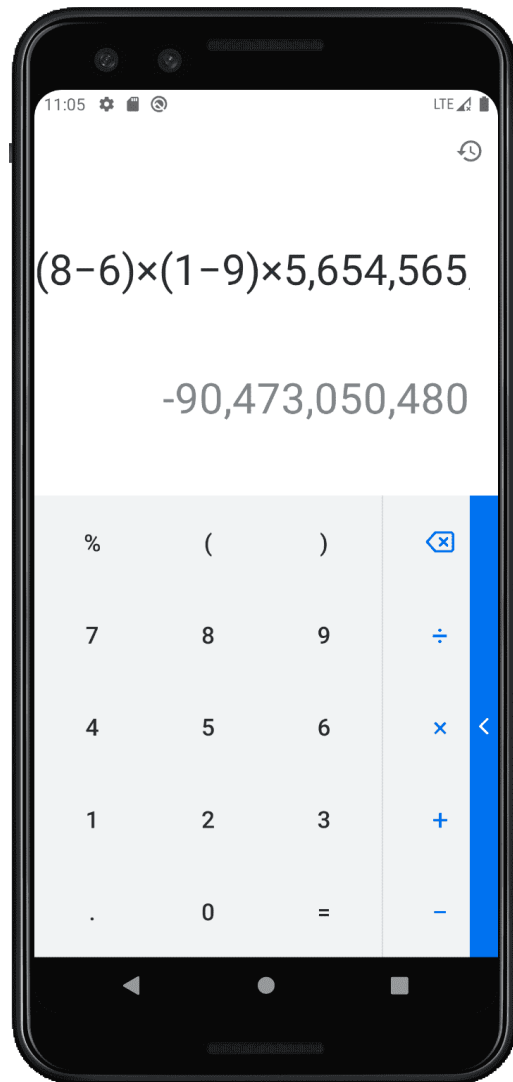 11:05 LTE
(8−6)×(1−9)×5,654,565,
-90,473,050,480
% ( )
7 8 9 ÷
4 5 6 ×
1 2 3 +
. 0 = −